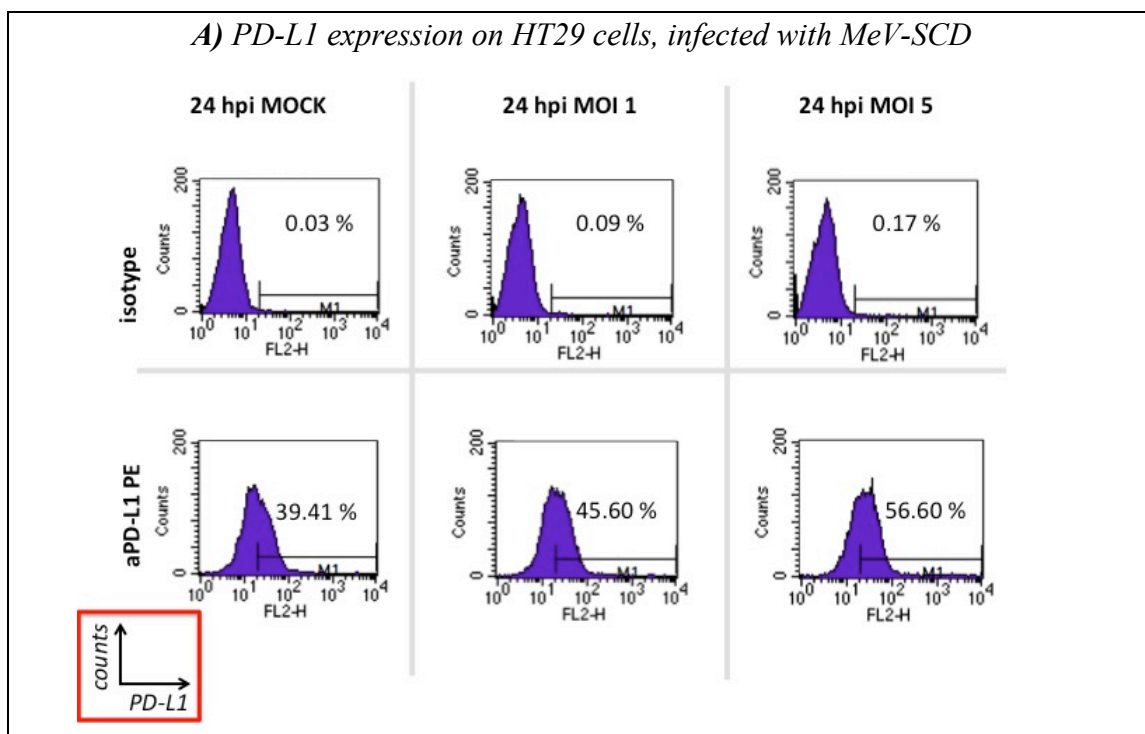 A) PD-L1 expression on HT29 cells, infected with MeV-SCD
24 hpi MOCK
24 hpi MOI 1
24 hpi MOI 5
isotype
Counts
200
0
0.03 %
M1
10^0 10^1 10^2 10^3 10^4
FL2-H
Counts
200
0
0.09 %
M1
10^0 10^1 10^2 10^3 10^4
FL2-H
Counts
200
0
0.17 %
M1
10^0 10^1 10^2 10^3 10^4
FL2-H
aPD-L1 PE
Counts
200
0
39.41 %
M1
10^0 10^1 10^2 10^3 10^4
FL2-H
Counts
200
0
45.60 %
M1
10^0 10^1 10^2 10^3 10^4
FL2-H
Counts
200
0
56.60 %
M1
10^0 10^1 10^2 10^3 10^4
FL2-H
counts
PD-L1